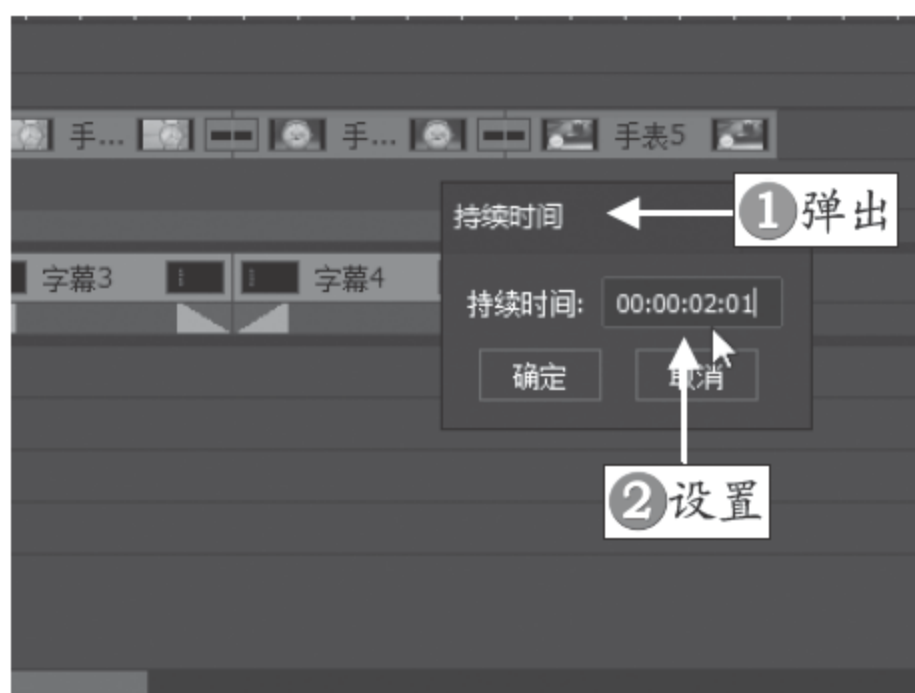 手... 手... 手表5
持续时间 1弹出
字幕3 字幕4
持续时间: 00:00:02:01
确定 取消
2设置